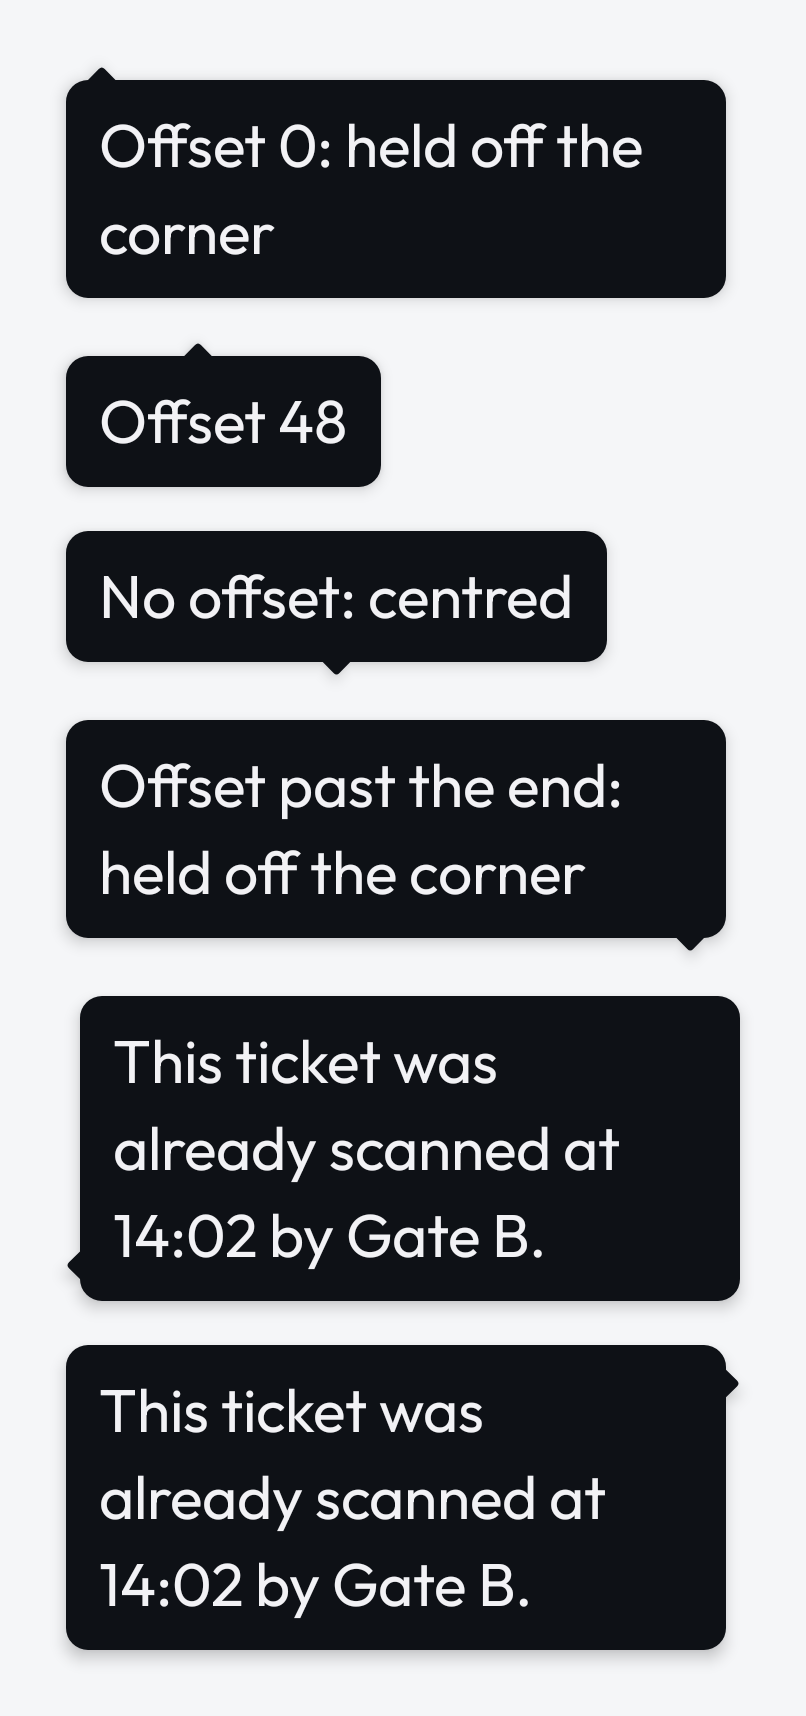 Offset 0: held off the
corner
Offset 48
No offset: centred
Offset past the end:
held off the corner
This ticket was
already scanned at
14:02 by Gate B.
This ticket was
already scanned at
14:02 by Gate B.